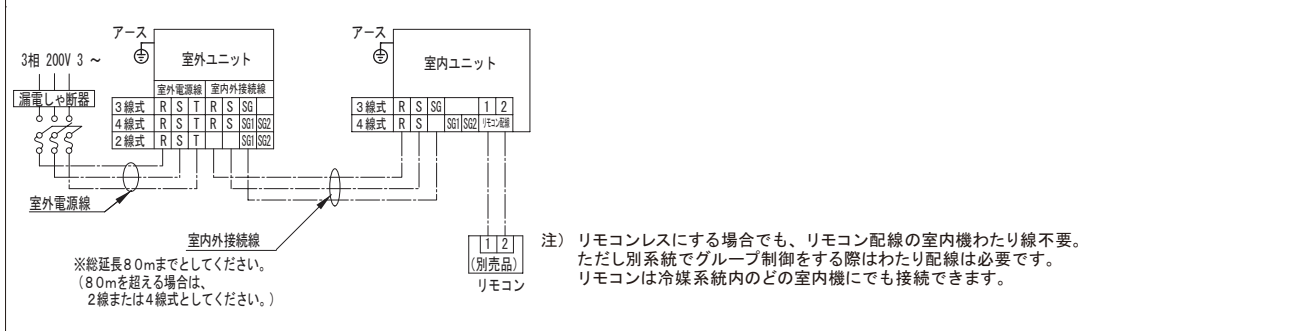 アース
3相 200V 3 ~
室外ユニット
漏電しゃ断器
室外電源線 室内外接続線
3線式 R S T R S SG
4線式 R S T R S SG1 SG2
2線式 R S T SG1 SG2
アース
室内ユニット
3線式 R S SG 1 2
4線式 R S SG1 SG2 リモコン配線
室外電源線
室内外接続線
※総延長80mまでとしてください。
(80mを超える場合は、
2線または4線式としてください。)
1 2
(別売品)
リモコン
注) リモコンレスにする場合でも、リモコン配線の室内機わたり線不要。
ただし別系統でグループ制御をする際はわたり配線は必要です。
リモコンは冷媒系統内のどの室内機にでも接続できます。